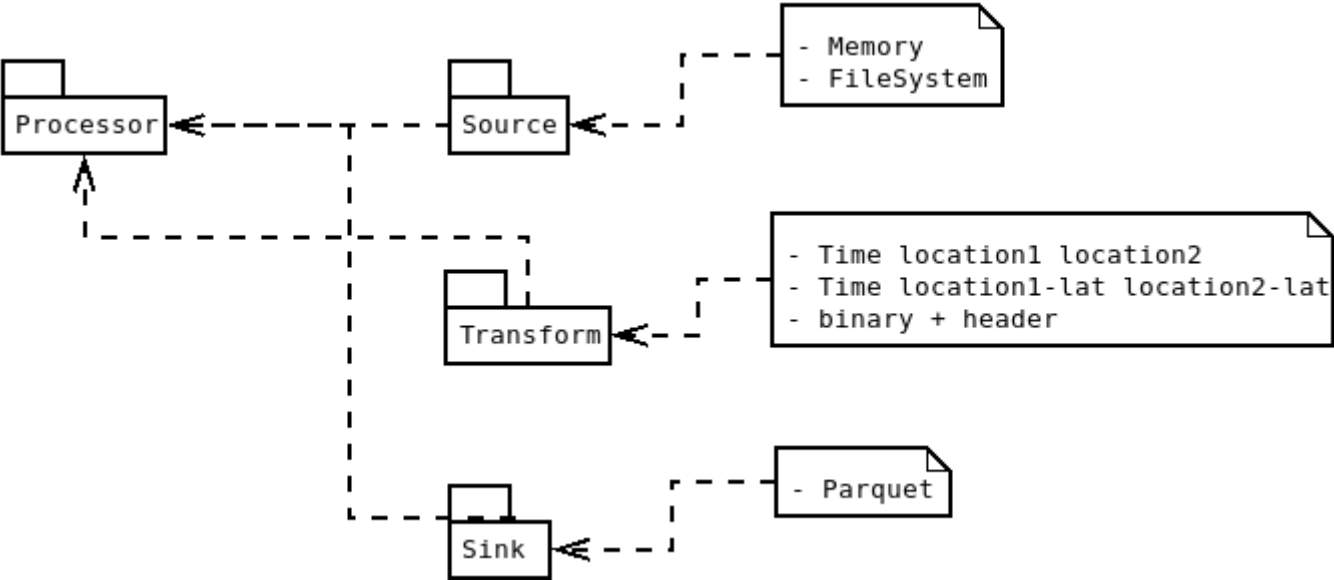 - Memory
- FileSystem
Processor
Source
- Time location1 location2
- Time location1-lat location2-lat
- binary + header
Transform
- Parquet
Sink